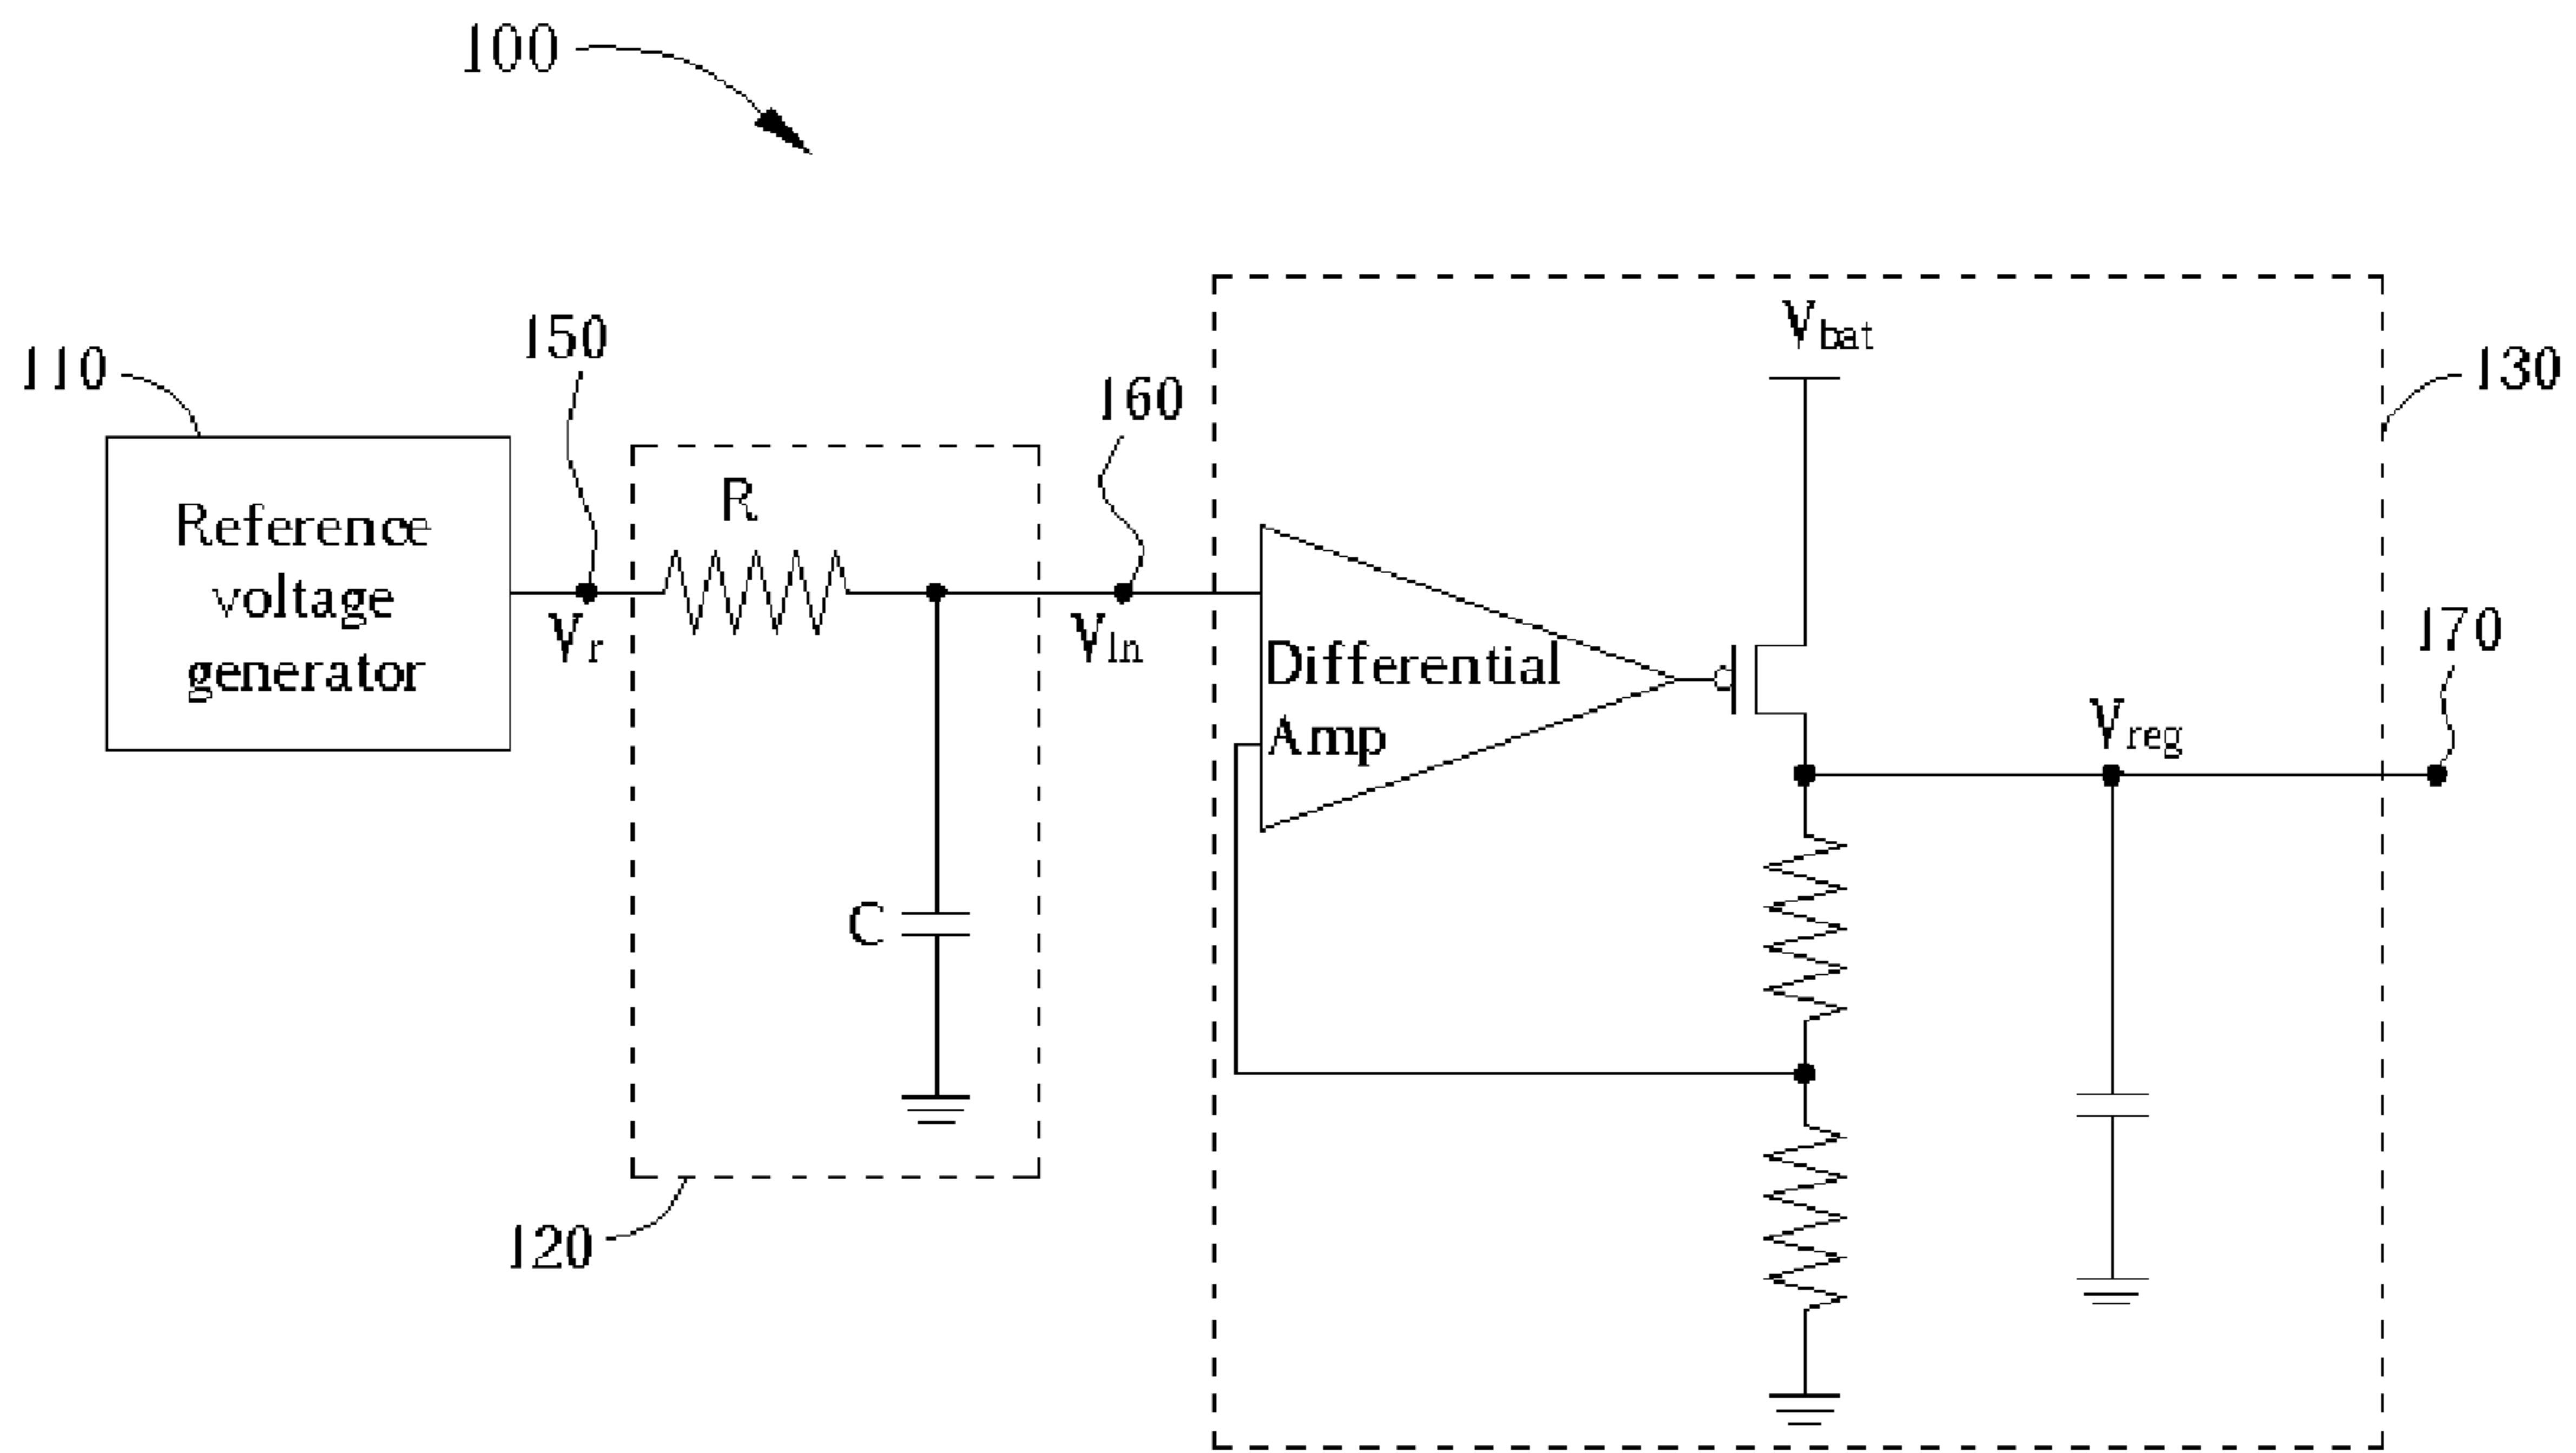 100
110
150
160
130
170
120
Reference
voltage
generator
Vr
R
C
Vin
Differential
Amp
Vbat
Vreg